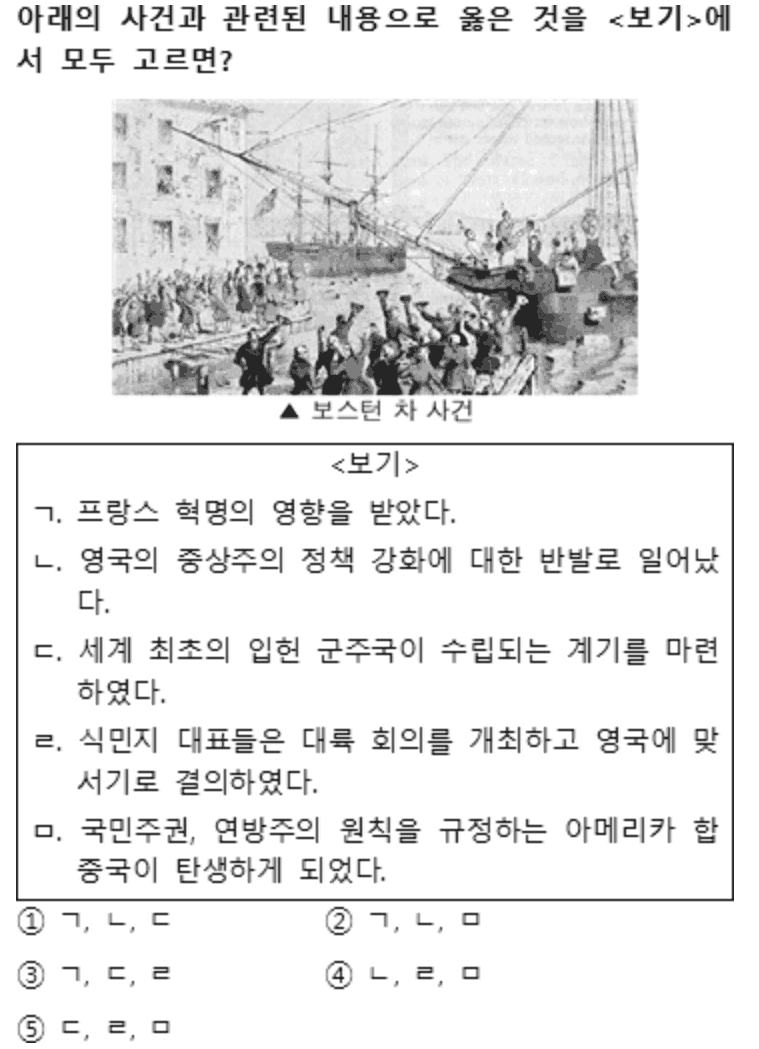 아래의 사건과 관련된 내용으로 옳은 것을 <보기>에
서 모두 고르면?
▲ 보스턴 차 사건
<보기>
ㄱ. 프랑스 혁명의 영향을 받았다.
ㄴ. 영국의 중상주의 정책 강화에 대한 반발로 일어났
다.
ㄷ. 세계 최초의 입헌 군주국이 수립되는 계기를 마련
하였다.
ㄹ. 식민지 대표들은 대륙 회의를 개최하고 영국에 맞
서기로 결의하였다.
ㅁ. 국민주권, 연방주의 원칙을 규정하는 아메리카 합
중국이 탄생하게 되었다.
① ㄱ, ㄴ, ㄷ ② ㄱ, ㄴ, ㅁ
③ ㄱ, ㄷ, ㄹ ④ ㄴ, ㄹ, ㅁ
⑤ ㄷ, ㄹ, ㅁ